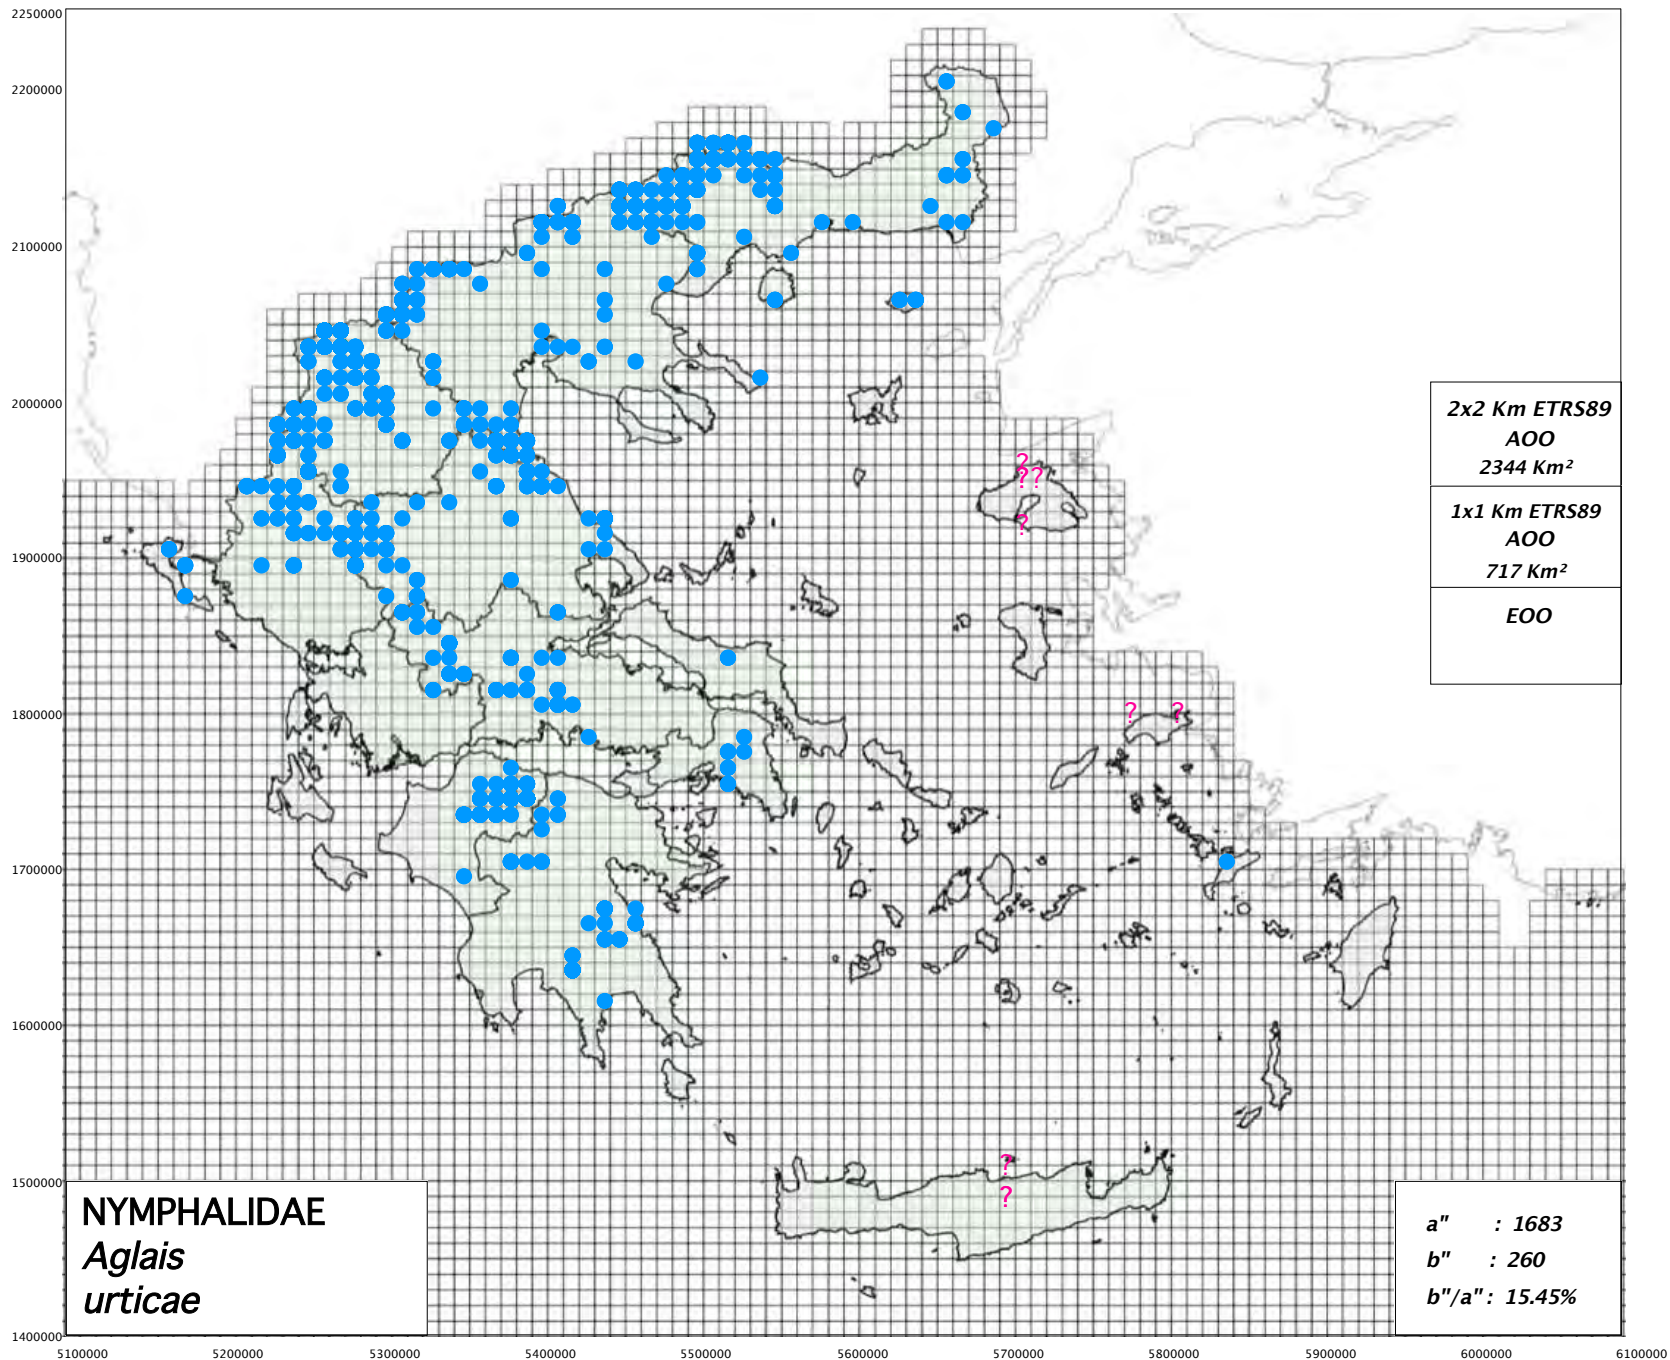 2250000
2200000
2100000
2000000
1900000
1800000
1700000
1600000
1500000
1400000
5100000 5200000 5300000 5400000 5500000 5600000 5700000 5800000 5900000 6000000 6100000
2x2 Km ETRS89
AOO
2344 Km²
1x1 Km ETRS89
AOO
717 Km²
EOO
?
? ?
?
? ?
?
?
NYMPHALIDAE
Aglais
urticae
a" : 1683
b" : 260
b"/a" : 15.45%